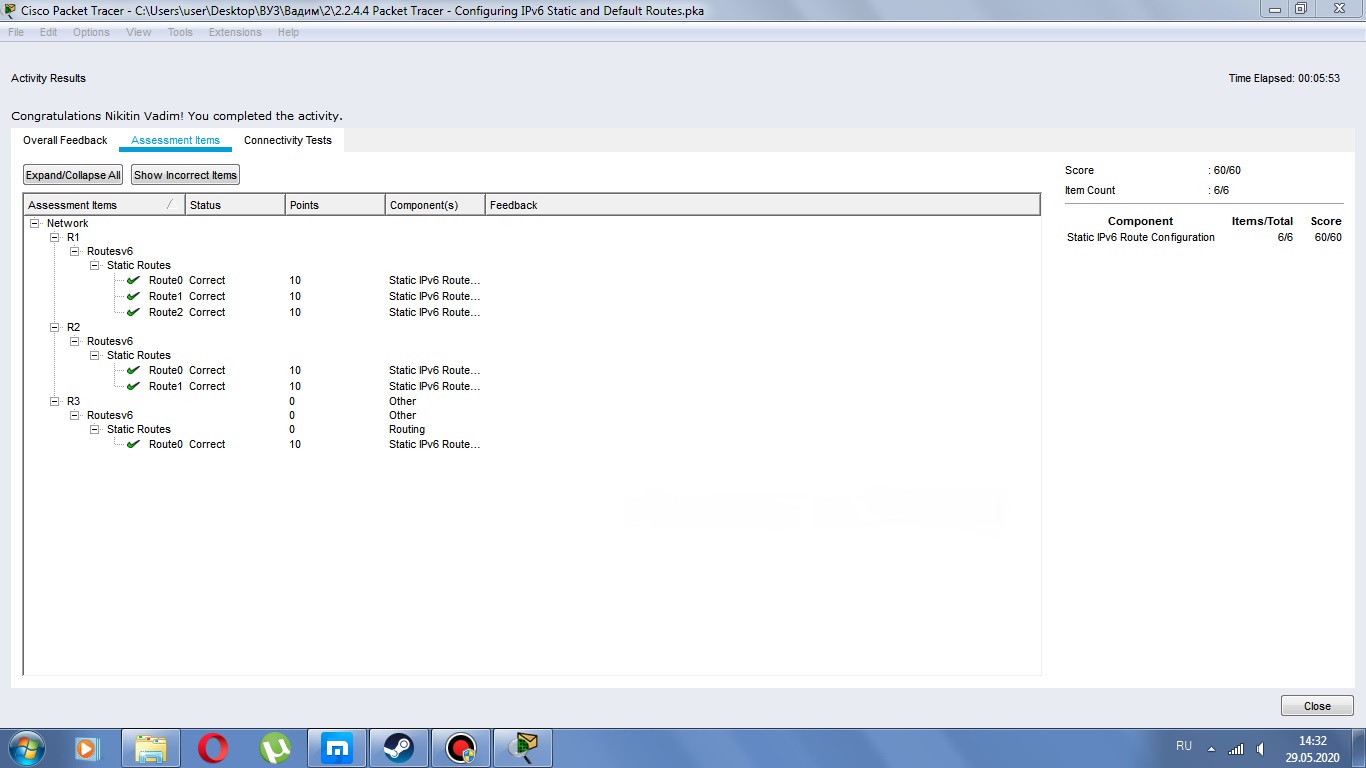 Cisco Packet Tracer - C:\Users\user\Desktop\ВУЗ\Вадим\2\2.2.4.4 Packet Tracer - Configuring IPv6 Static and Default Routes.pka
File Edit Options View Tools Extensions Help
Activity Results
Time Elapsed: 00:05:53
Congratulations Nikitin Vadim! You completed the activity.
Overall Feedback Assessment Items Connectivity Tests
Expand/Collapse All Show Incorrect Items
Assessment Items Status Points Component(s) Feedback
Network
R1
Routesv6
Static Routes
Route0 Correct 10 Static IPv6 Route...
Route1 Correct 10 Static IPv6 Route...
Route2 Correct 10 Static IPv6 Route...
R2
Routesv6
Static Routes
Route0 Correct 10 Static IPv6 Route...
Route1 Correct 10 Static IPv6 Route...
R3 0 Other
Routesv6 0 Other
Static Routes 0 Routing
Route0 Correct 10 Static IPv6 Route...
Score : 60/60
Item Count : 6/6
Component Items/Total Score
Static IPv6 Route Configuration 6/6 60/60
Close
RU
14:32
29.05.2020